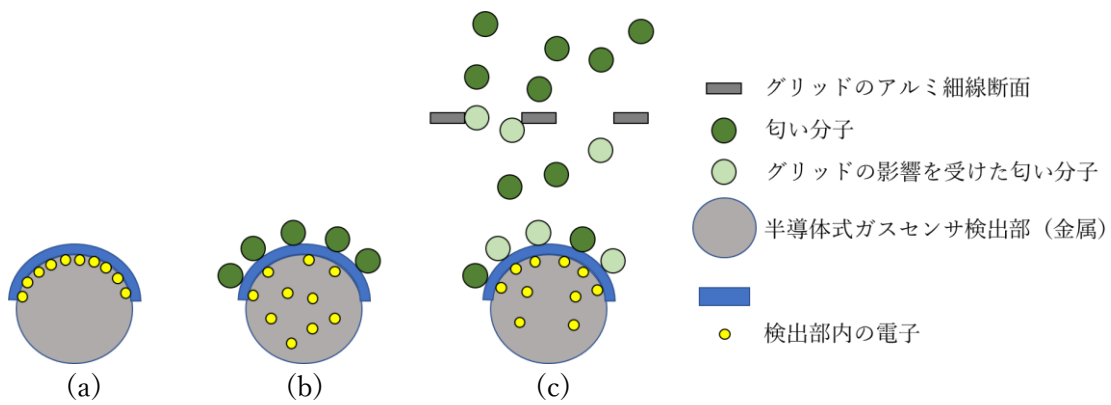 グリッドのアルミ細線断面
匂い分子
グリッドの影響を受けた匂い分子
半導体式ガスセンサ検出部（金属）
検出部内の電子
(a)
(b)
(c)